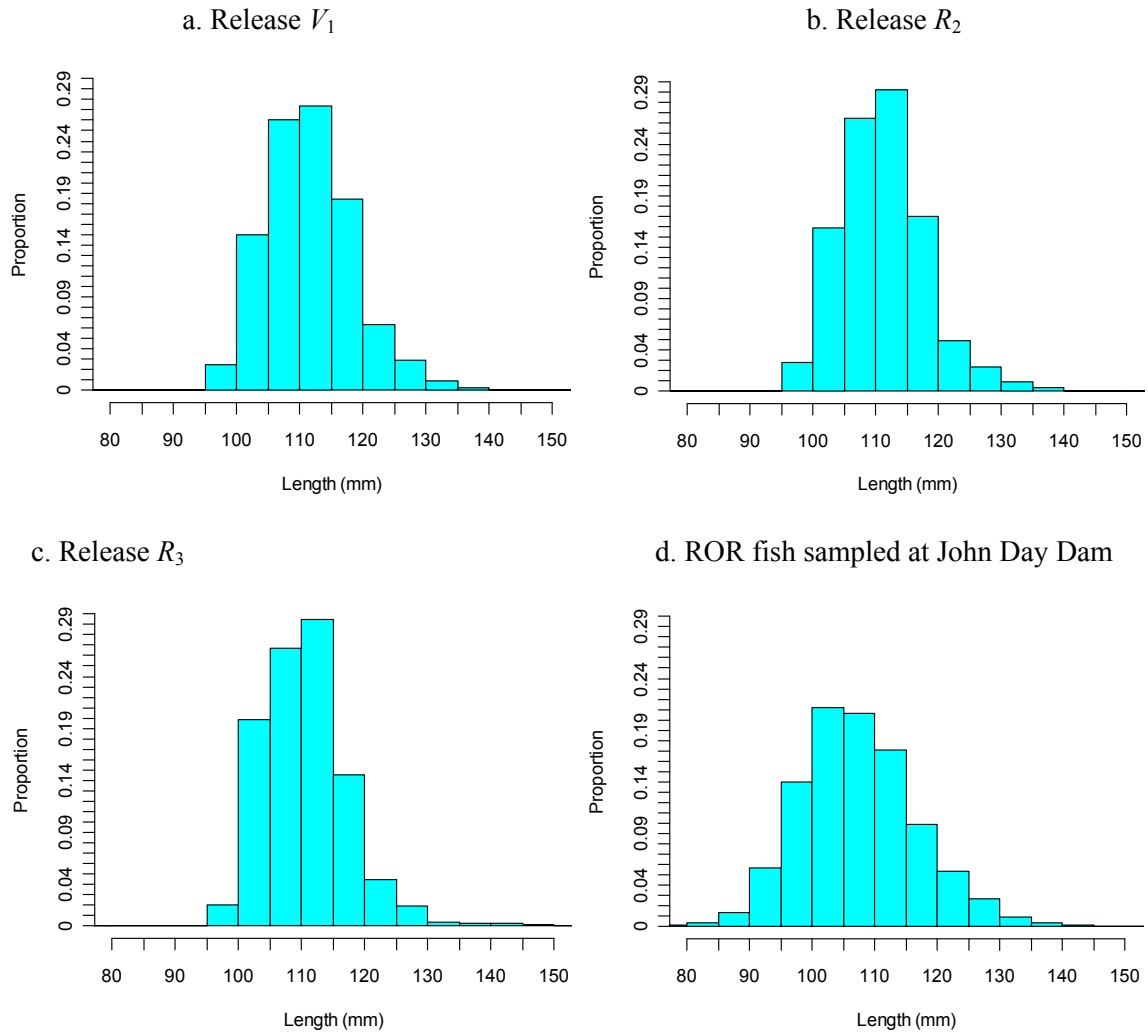 a. Release V1
Proportion
0.29
0.24
0.19
0.14
0.09
0.04
0
80 90 100 110 120 130 140 150
Length (mm)
b. Release R2
Proportion
0.29
0.24
0.19
0.14
0.09
0.04
0
80 90 100 110 120 130 140 150
Length (mm)
c. Release R3
Proportion
0.29
0.24
0.19
0.14
0.09
0.04
0
80 90 100 110 120 130 140 150
Length (mm)
d. ROR fish sampled at John Day Dam
Proportion
0.29
0.24
0.19
0.14
0.09
0.04
0
80 90 100 110 120 130 140 150
Length (mm)